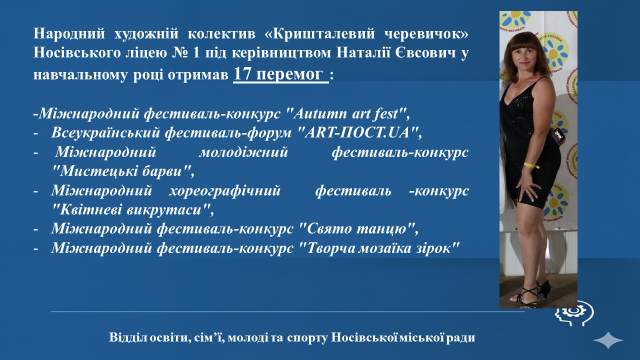 Народний художній колектив «Кришталевий черевичок»
Носівського ліцею № 1 під керівництвом Наталії Євсович у
навчальному році отримав 17 перемог :
-Міжнародний фестиваль-конкурс "Autumn art fest",
- Всеукраїнський фестиваль-форум "ART-ПОСТ.UA",
- Міжнародний молодіжний фестиваль-конкурс
"Мистецькі барви",
- Міжнародний хореографічний фестиваль -конкурс
"Квітневі викрутаси",
- Міжнародний фестиваль-конкурс "Свято танцю",
- Міжнародний фестиваль-конкурс "Творча мозаїка зірок"
Відділ освіти, сім’ї, молоді та спорту Носівської міської ради